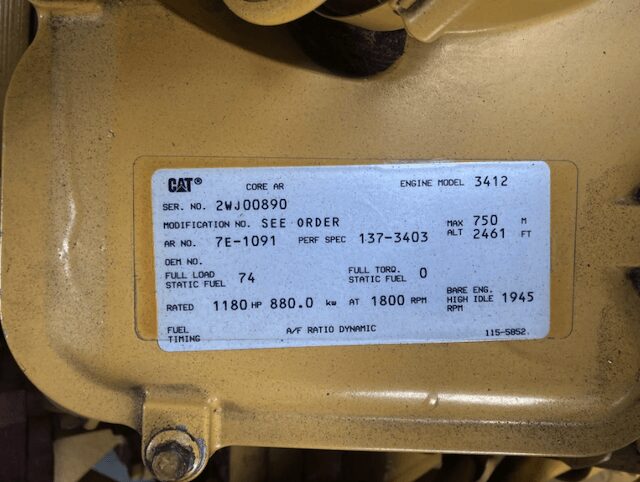 CAT® CORE AR ENGINE MODEL 3412
SER. NO. 2WJ00890
MODIFICATION NO. SEE ORDER MAX 750 M
AR NO. 7E-1091 PERF SPEC 137-3403 ALT 2461 FT
OEM NO.
FULL LOAD STATIC FUEL 74 FULL TORQ. STATIC FUEL 0
RATED 1180 HP 880.0 kw AT 1800 RPM BARE ENG. HIGH IDLE RPM 1945
FUEL TIMING A/F RATIO DYNAMIC 115-5852